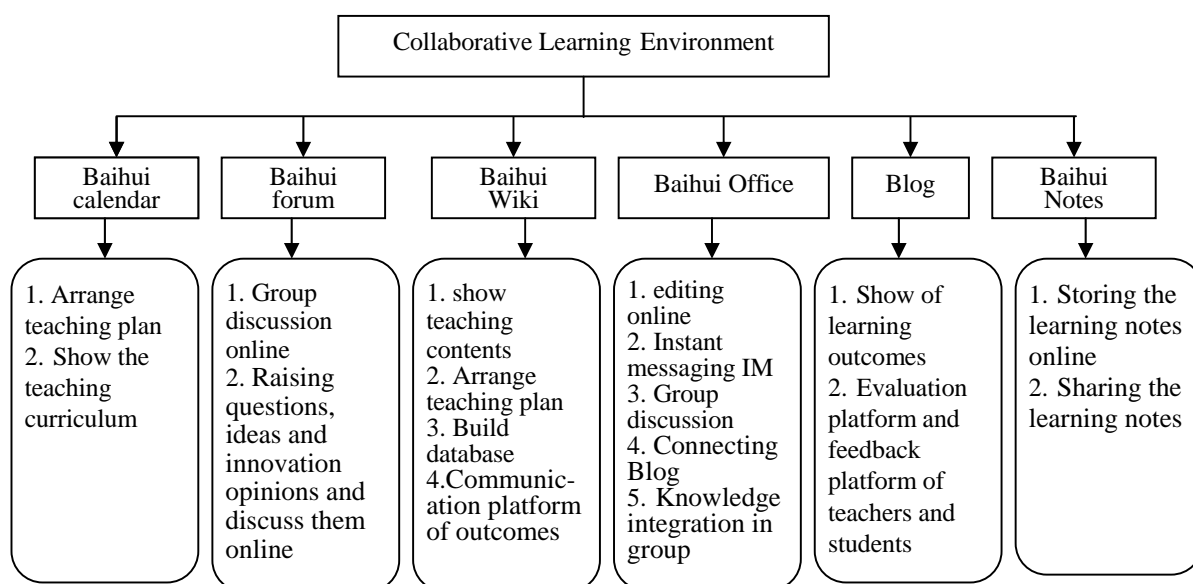 Collaborative Learning Environment
Baihui
calendar
Baihui
forum
Baihui
Wiki
Baihui Office
Blog
Baihui
Notes
1. Arrange
teaching plan
2. Show the
teaching
curriculum
1. Group
discussion
online
2. Raising
questions,
ideas and
innovation
opinions and
discuss them
online
1. show
teaching
contents
2. Arrange
teaching plan
3. Build
database
4.Communic-
ation platform
of outcomes
1. editing
online
2. Instant
messaging IM
3. Group
discussion
4. Connecting
Blog
5. Knowledge
integration in
group
1. Show of
learning
outcomes
2. Evaluation
platform and
feedback
platform of
teachers and
students
1. Storing the
learning notes
online
2. Sharing the
learning notes